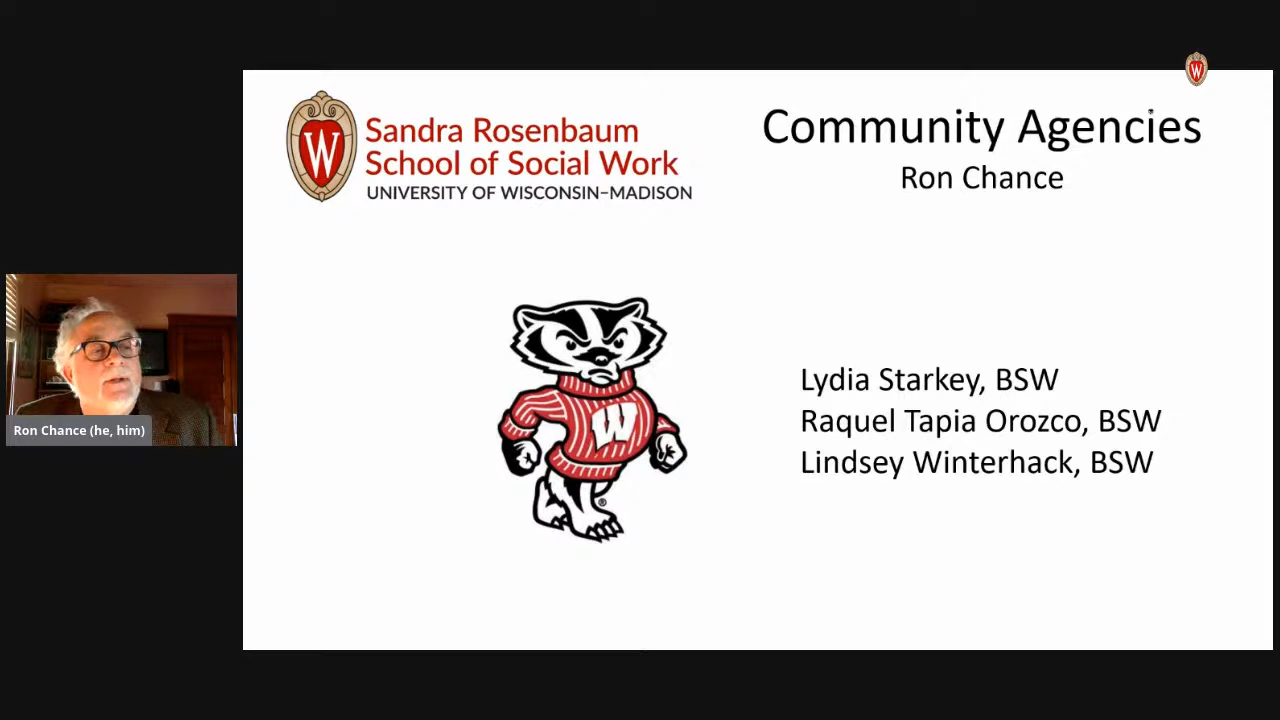 W
W
Sandra Rosenbaum
School of Social Work
UNIVERSITY OF WISCONSIN–MADISON
Community Agencies
Ron Chance
W
®
Lydia Starkey, BSW
Raquel Tapia Orozco, BSW
Lindsey Winterhack, BSW
Ron Chance (he, him)